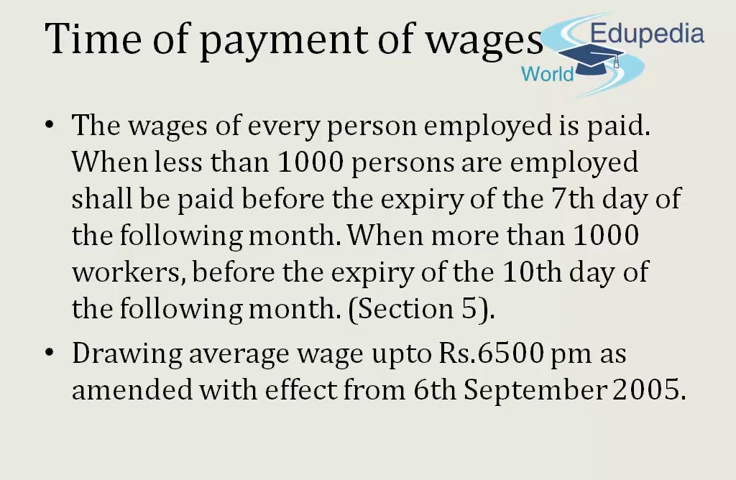 Time of payment of wages
Edupedia
World
• The wages of every person employed is paid.
When less than 1000 persons are employed
shall be paid before the expiry of the 7th day of
the following month. When more than 1000
workers, before the expiry of the 10th day of
the following month. (Section 5).
• Drawing average wage upto Rs.6500 pm as
amended with effect from 6th September 2005.